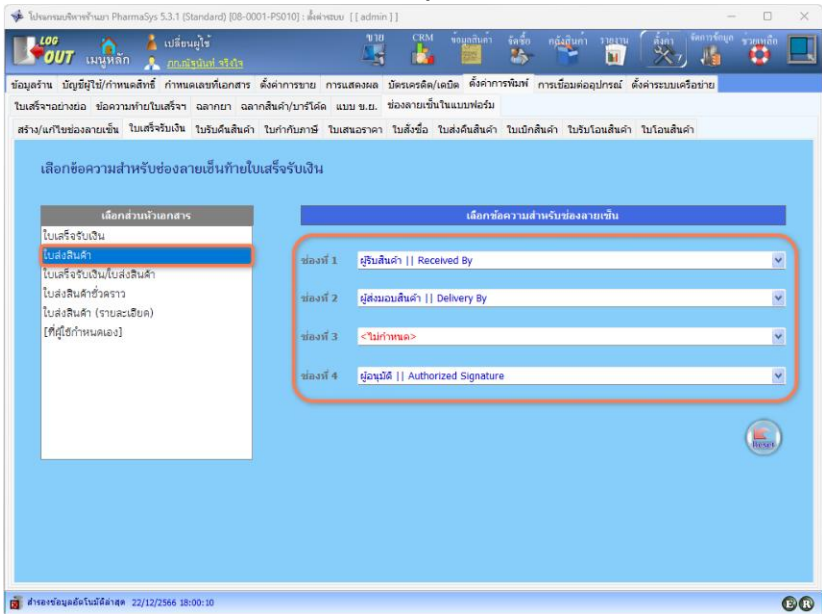 โปรแกรมบริหารร้านยา PharmaSys 5.3.1 (Standard) [08-0001-PS010] : ตั้งค่าระบบ [[ admin ]]
LOG OUT เมนูหลัก เปลี่ยนผู้ใช้ ขาย CRM ข้อมูลสินค้า จัดซื้อ คลังสินค้า รายงาน ตั้งค่า ช่วยเหลือ
ข้อมูลร้าน บัญชีผู้ใช้/กำหนดสิทธิ์ กำหนดเลขที่เอกสาร ตั้งค่าการขาย การแสดงผล บัตรเครดิต/เดบิต ตั้งค่าการพิมพ์ การเชื่อมต่ออุปกรณ์ ตั้งค่าระบบเครือข่าย
ใบเสร็จฯอย่างย่อ ข้อความท้ายใบเสร็จฯ ฉลากยา ฉลากสินค้า/บาร์โค้ด แบบ ข.ย. ช่องลายเซ็นในแบบฟอร์ม
สร้าง/แก้ไขช่องลายเซ็น ใบเสร็จรับเงิน ใบรับคืนสินค้า ใบกำกับภาษี ใบเสนอราคา ใบสั่งซื้อ ใบส่งคืนสินค้า ใบเบิกสินค้า ใบรับโอนสินค้า ใบโอนสินค้า
เลือกข้อความสำหรับช่องลายเซ็นท้ายใบเสร็จรับเงิน
เลือกส่วนหัวเอกสาร
ใบเสร็จรับเงิน
ใบส่งสินค้า
ใบเสร็จรับเงิน/ใบส่งสินค้า
ใบส่งสินค้าชั่วคราว
ใบส่งสินค้า (รายละเอียด)
[ที่ผู้ใช้กำหนดเอง]
เลือกข้อความสำหรับช่องลายเซ็น
ช่องที่ 1 ผู้รับสินค้า || Received By
ช่องที่ 2 ผู้ส่งมอบสินค้า || Delivery By
ช่องที่ 3 <ไม่กำหนด>
ช่องที่ 4 ผู้อนุมัติ || Authorized Signature
Reset
สำรองข้อมูลอัตโนมัติล่าสุด 22/12/2566 18:00:10
E R